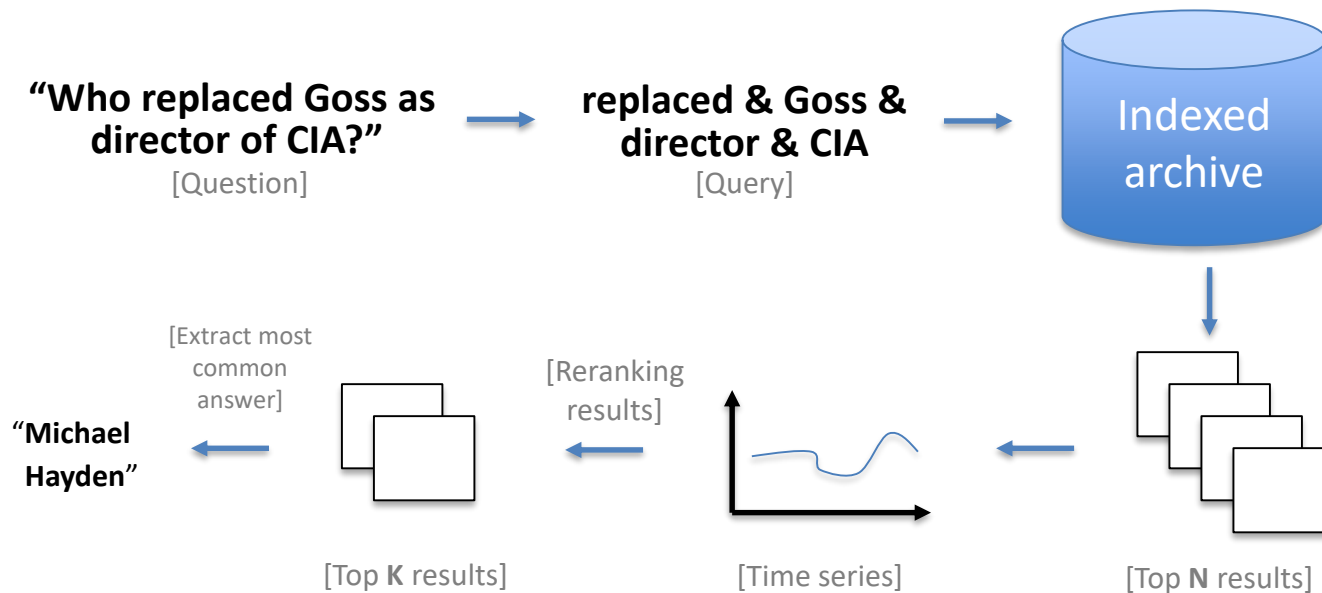 “Who replaced Goss as
director of CIA?”
[Question]
replaced & Goss &
director & CIA
[Query]
Indexed
archive
[Top N results]
[Time series]
[Reranking
results]
[Top K results]
[Extract most
common
answer]
“Michael
Hayden”